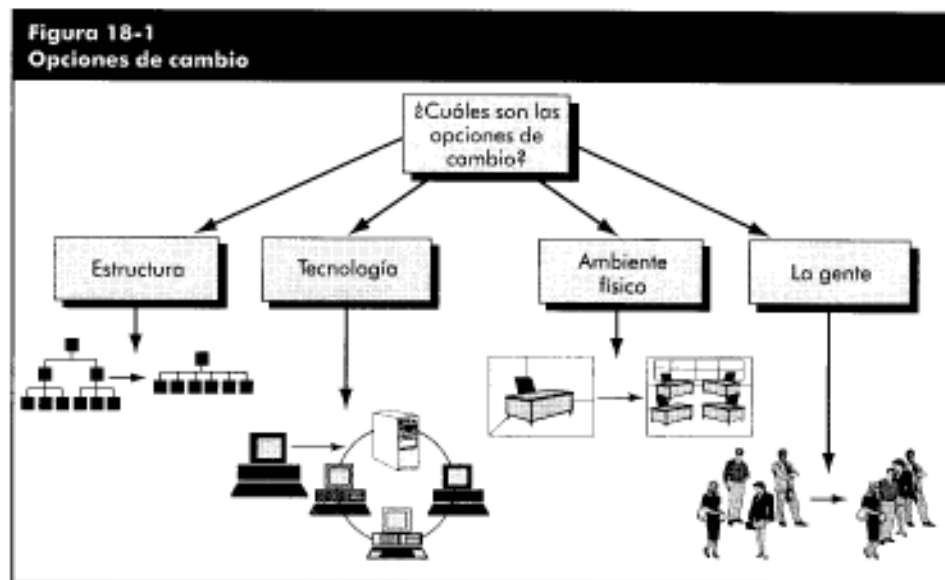 Figura 18-1
Opciones de cambio
¿Cuáles son las
opciones de
cambio?
Estructura
Tecnología
Ambiente
físico
La gente